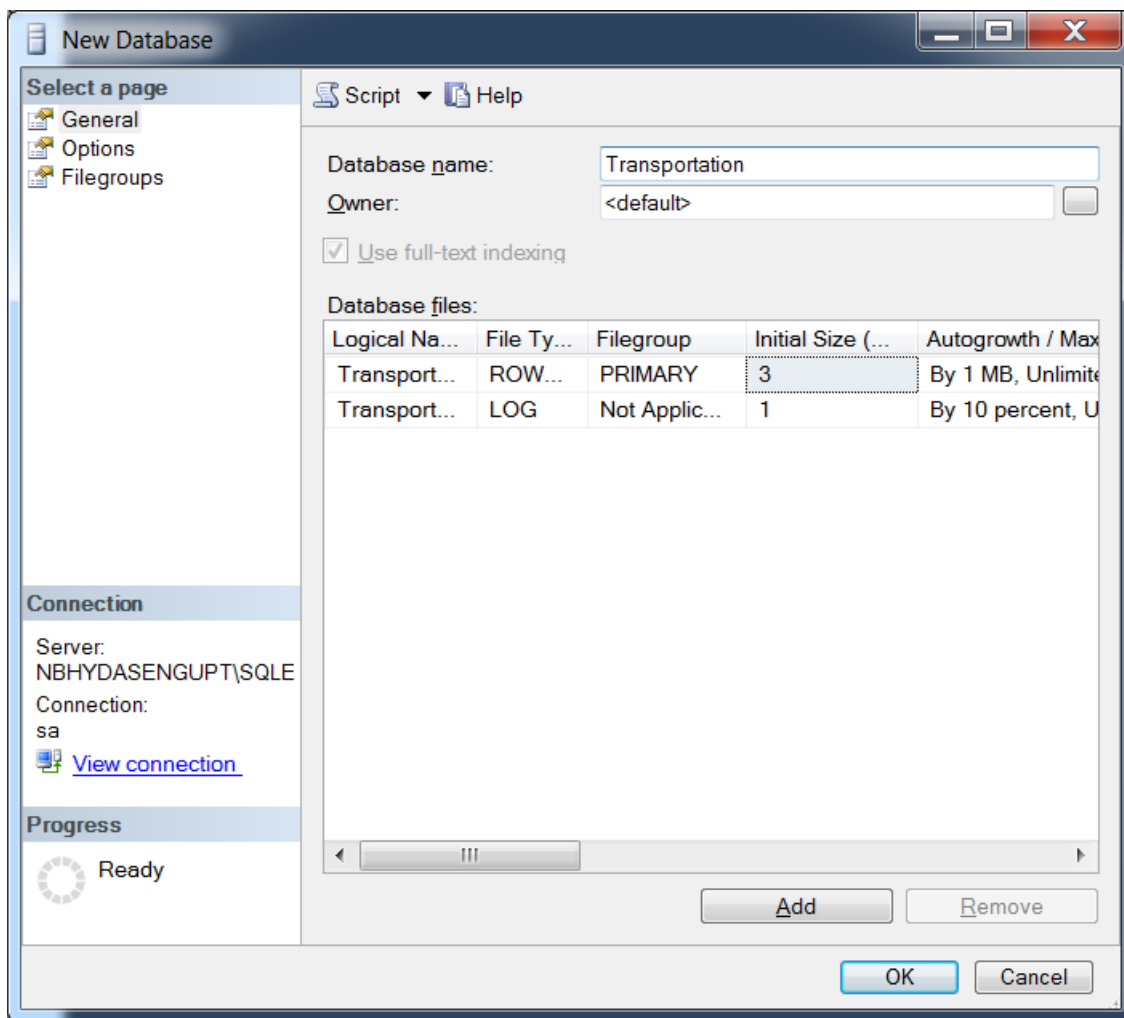 New Database
Select a page
General
Options
Filegroups
Script Help
Database name: Transportation
Owner: <default>
Use full-text indexing
Database files:
Logical Na... File Ty... Filegroup Initial Size (... Autogrowth / Max
Transport... ROW... PRIMARY 3 By 1 MB, Unlimite
Transport... LOG Not Applic... 1 By 10 percent, U
Connection
Server:
NBHYDASENGUPT\SQLE
Connection:
sa
View connection
Progress
Ready
Add Remove
OK Cancel